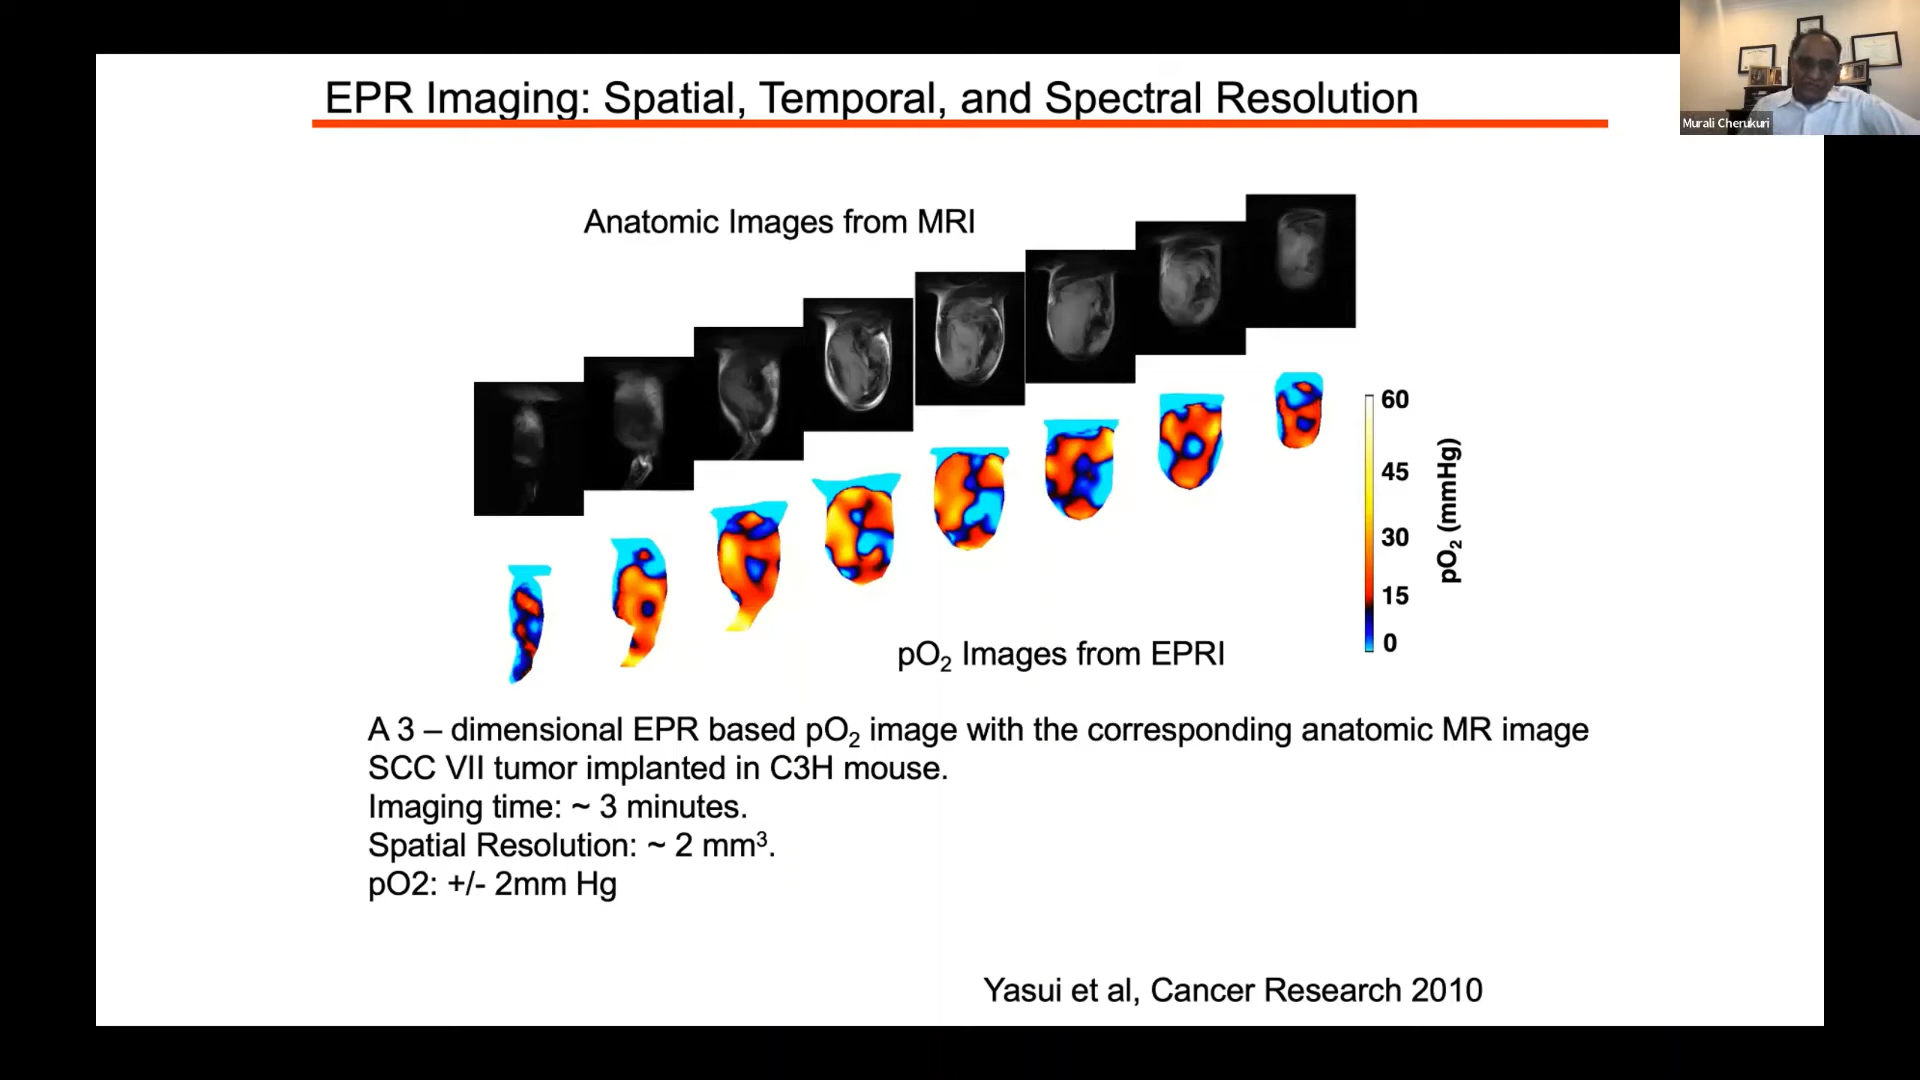 EPR Imaging: Spatial, Temporal, and Spectral Resolution
Murali Cherukuri
Anatomic Images from MRI
60
45
30
15
0
pO₂ (mmHg)
pO₂ Images from EPRI
A 3 – dimensional EPR based pO₂ image with the corresponding anatomic MR image
SCC VII tumor implanted in C3H mouse.
Imaging time: ~ 3 minutes.
Spatial Resolution: ~ 2 mm³.
pO2: +/- 2mm Hg
Yasui et al, Cancer Research 2010